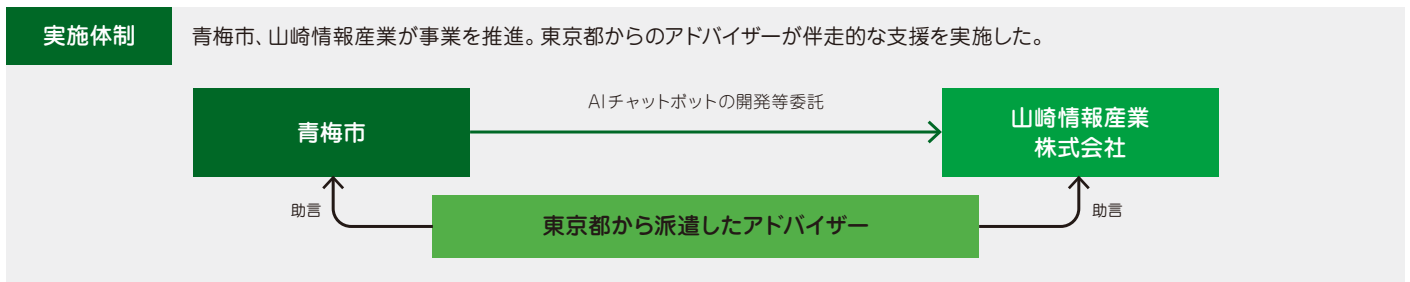 実施体制
青梅市、山崎情報産業が事業を推進。東京都からのアドバイザーが伴走的な支援を実施した。
青梅市
AIチャットポットの開発等委託
山崎情報産業
株式会社
助言
東京都から派遣したアドバイザー
助言